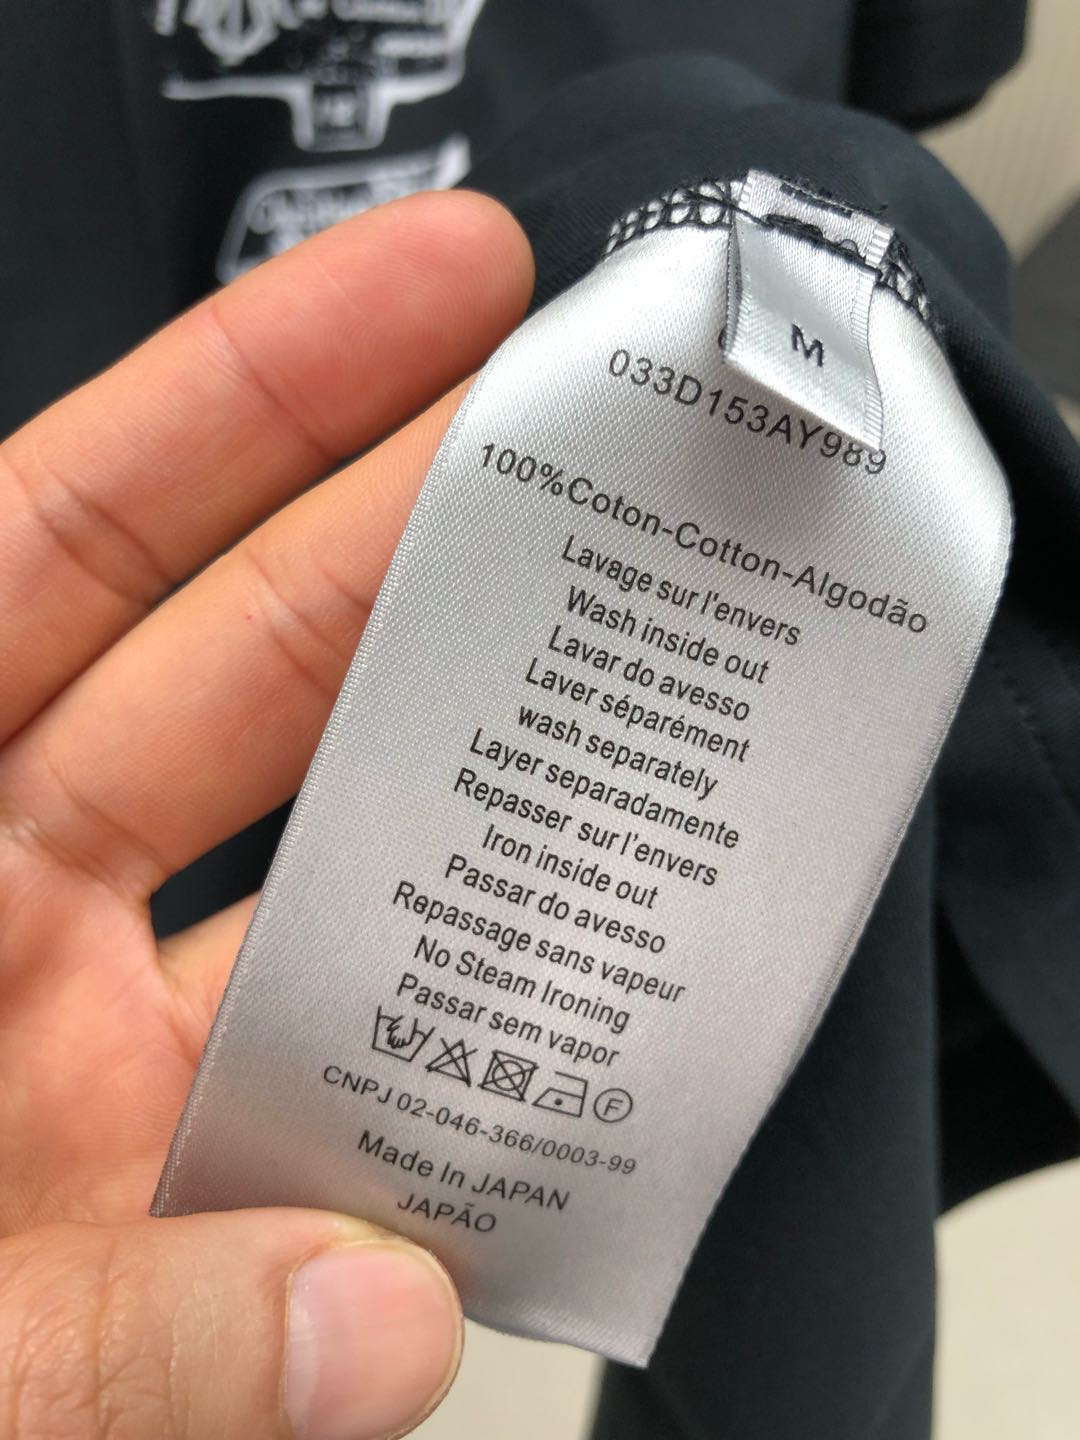 M
033D153AY989
100%Coton-Cotton-Algodão
Lavage sur l'envers
Wash inside out
Lavar do avesso
Laver séparément
wash separately
Layer separadamente
Repasser sur l'envers
Iron inside out
Passar do avesso
Repassage sans vapeur
No Steam Ironing
Passar sem vapor
F
CNPJ 02-046-366/0003-99
Made In JAPAN
JAPÃO